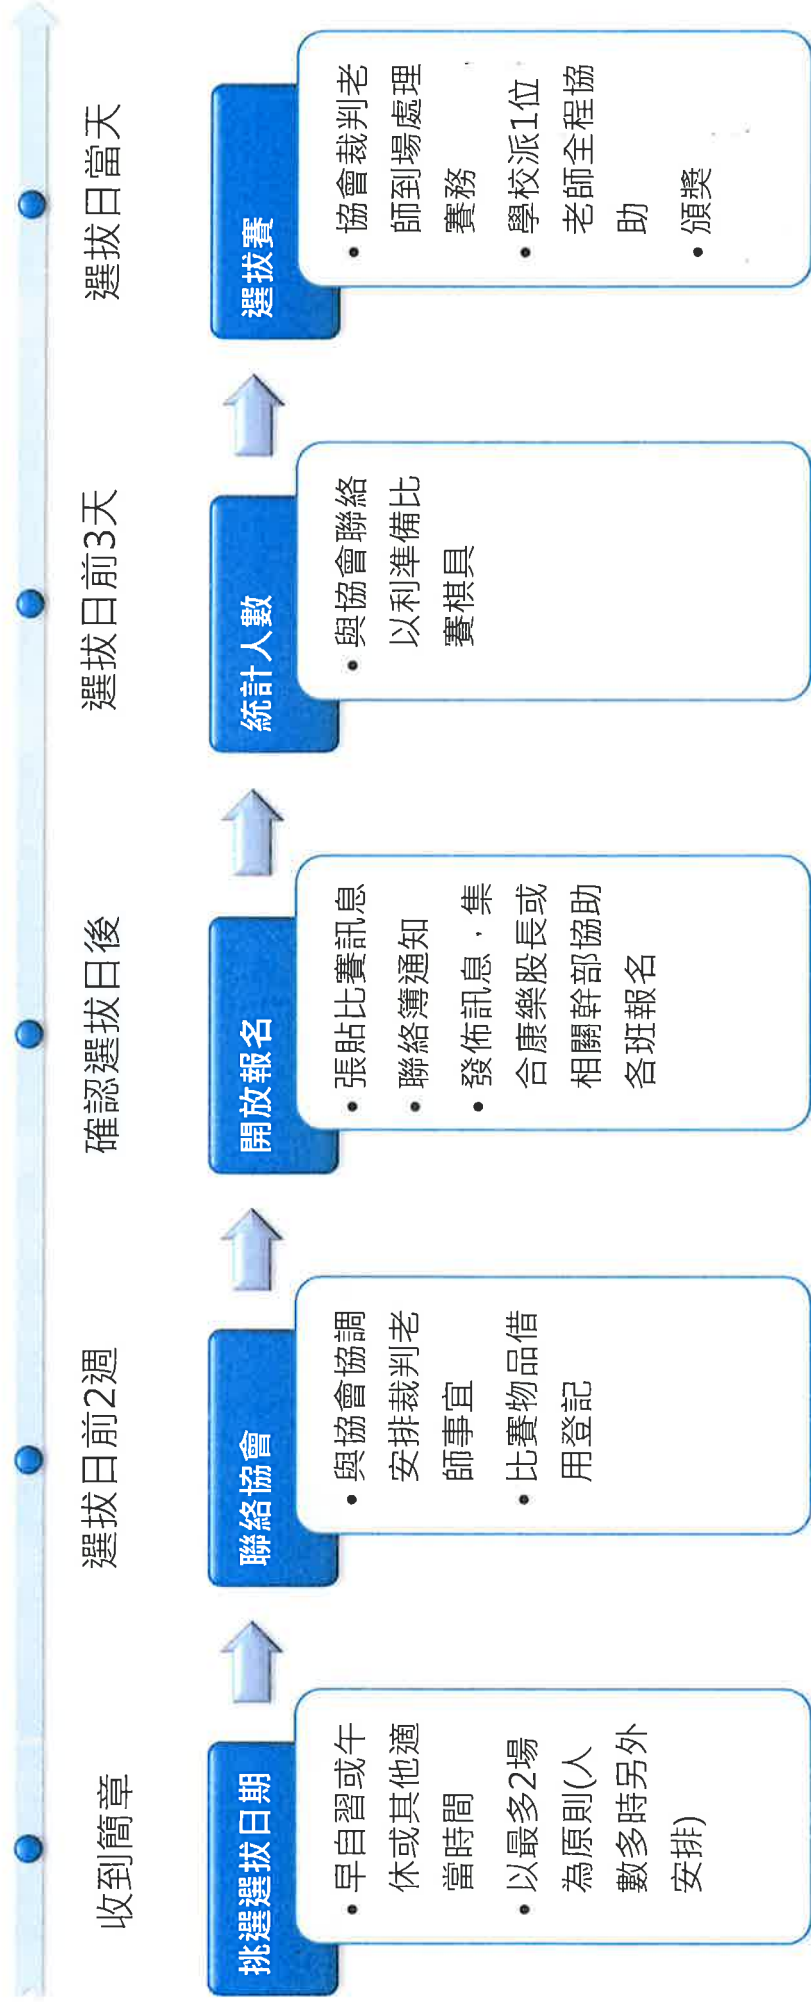 收到簡章
選拔日前2週
確認選拔日後
選拔日前3天
選拔日當天
挑選選拔日期
• 早自習或午
休或其他適
當時間
• 以最多2場
為原則(人
數多時另外
安排)
聯絡協會
• 與協會協調
安排裁判老
師事宜
• 比賽物品借
用登記
開放報名
• 張貼比賽訊息
• 聯絡簿通知
• 發佈訊息，集
合康樂股長或
相關幹部協助
各班報名
統計人數
• 與協會聯絡
以利準備比
賽棋具
選拔賽
• 協會裁判老
師到場處理
賽務
• 學校派1位
老師全程協
助
• 頒獎